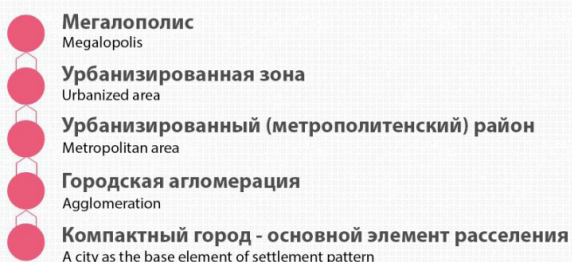 Мегалополис
Megalopolis
Урбанизированная зона
Urbanized area
Урбанизированный (метрополитенский) район
Metropolitan area
Городская агломерация
Agglomeration
Компактный город - основной элемент расселения
A city as the base element of settlement pattern